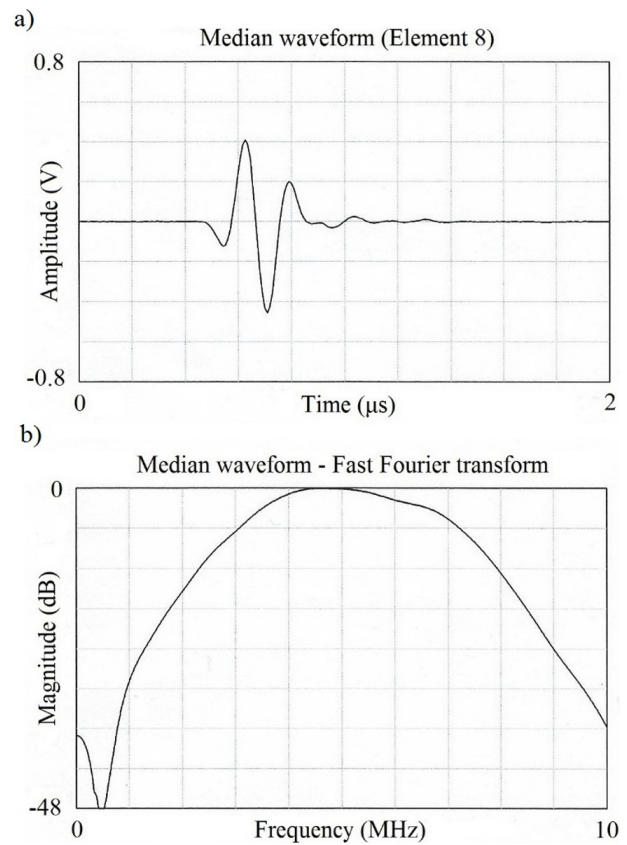 a)
Median waveform (Element 8)
0.8
Amplitude (V)
-0.8
0
Time (μs)
2
b)
Median waveform - Fast Fourier transform
0
Magnitude (dB)
-48
0
Frequency (MHz)
10